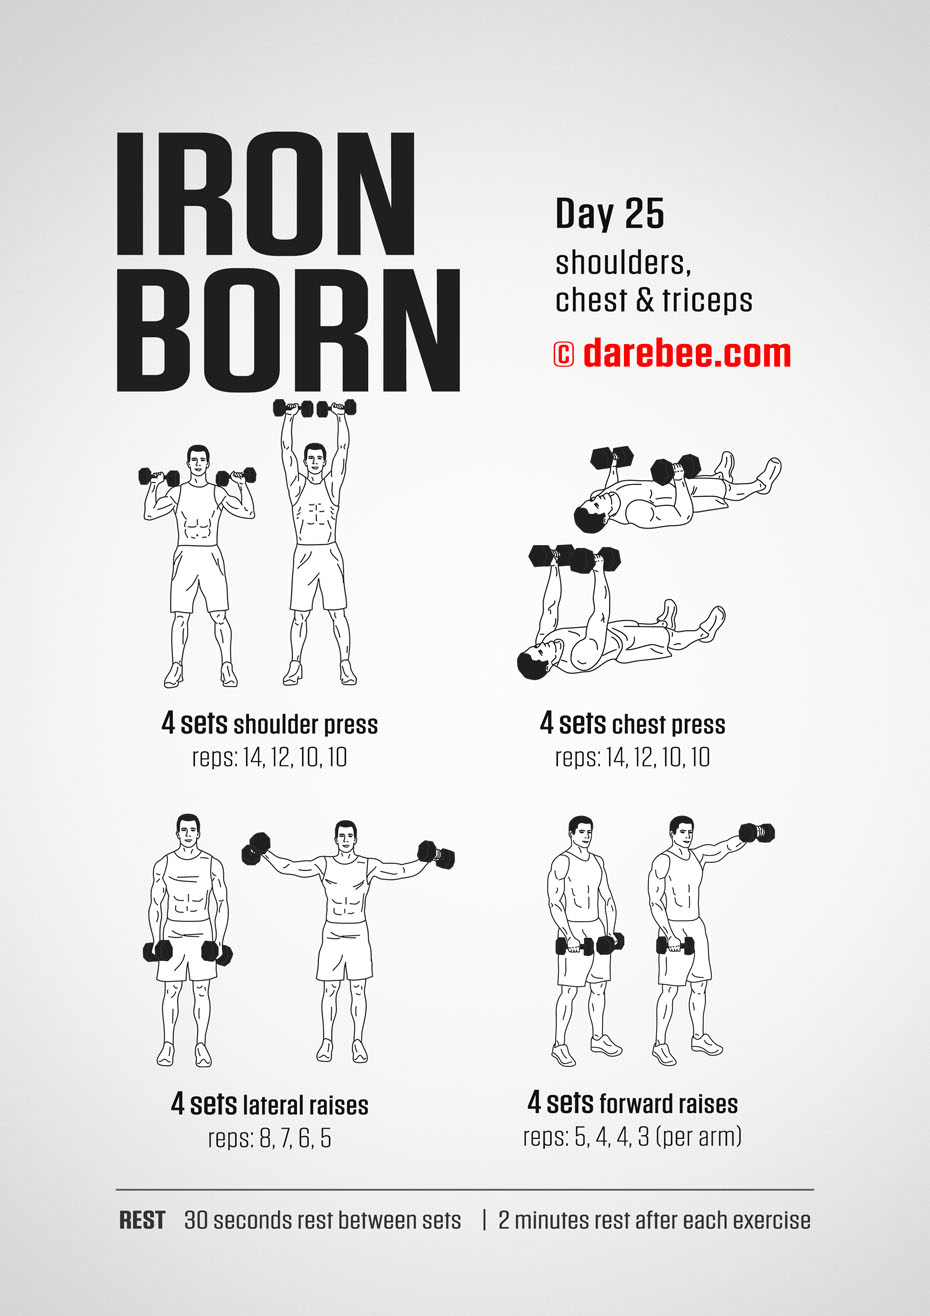 IRON
BORN
Day 25
shoulders,
chest & triceps
© darebee.com
4 sets shoulder press
reps: 14, 12, 10, 10
4 sets chest press
reps: 14, 12, 10, 10
4 sets lateral raises
reps: 8, 7, 6, 5
4 sets forward raises
reps: 5, 4, 4, 3 (per arm)
REST 30 seconds rest between sets | 2 minutes rest after each exercise